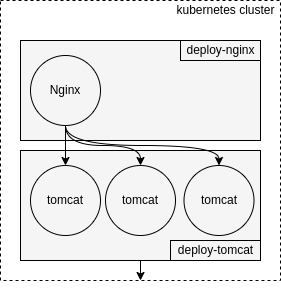 kubernetes cluster
deploy-nginx
Nginx
tomcat
tomcat
tomcat
deploy-tomcat